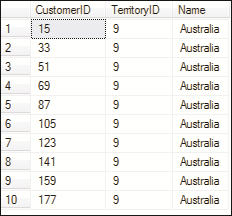 CustomerID TerritoryID Name
1 15 9 Australia
2 33 9 Australia
3 51 9 Australia
4 69 9 Australia
5 87 9 Australia
6 105 9 Australia
7 123 9 Australia
8 141 9 Australia
9 159 9 Australia
10 177 9 Australia